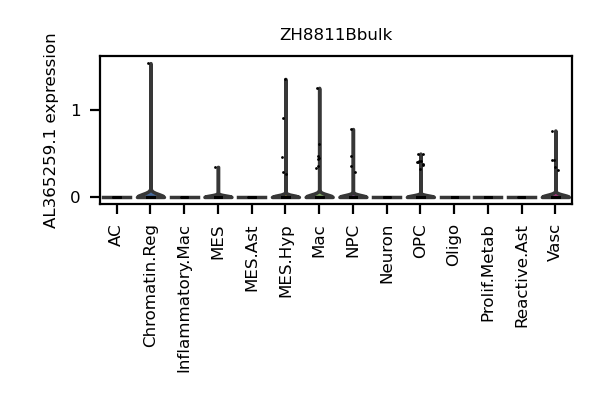 ZH8811Bbulk
AL365259.1 expression
1
0
AC
Chromatin.Reg
Inflammatory.Mac
MES
MES.Ast
MES.Hyp
Mac
NPC
Neuron
OPC
Oligo
Prolif.Metab
Reactive.Ast
Vasc